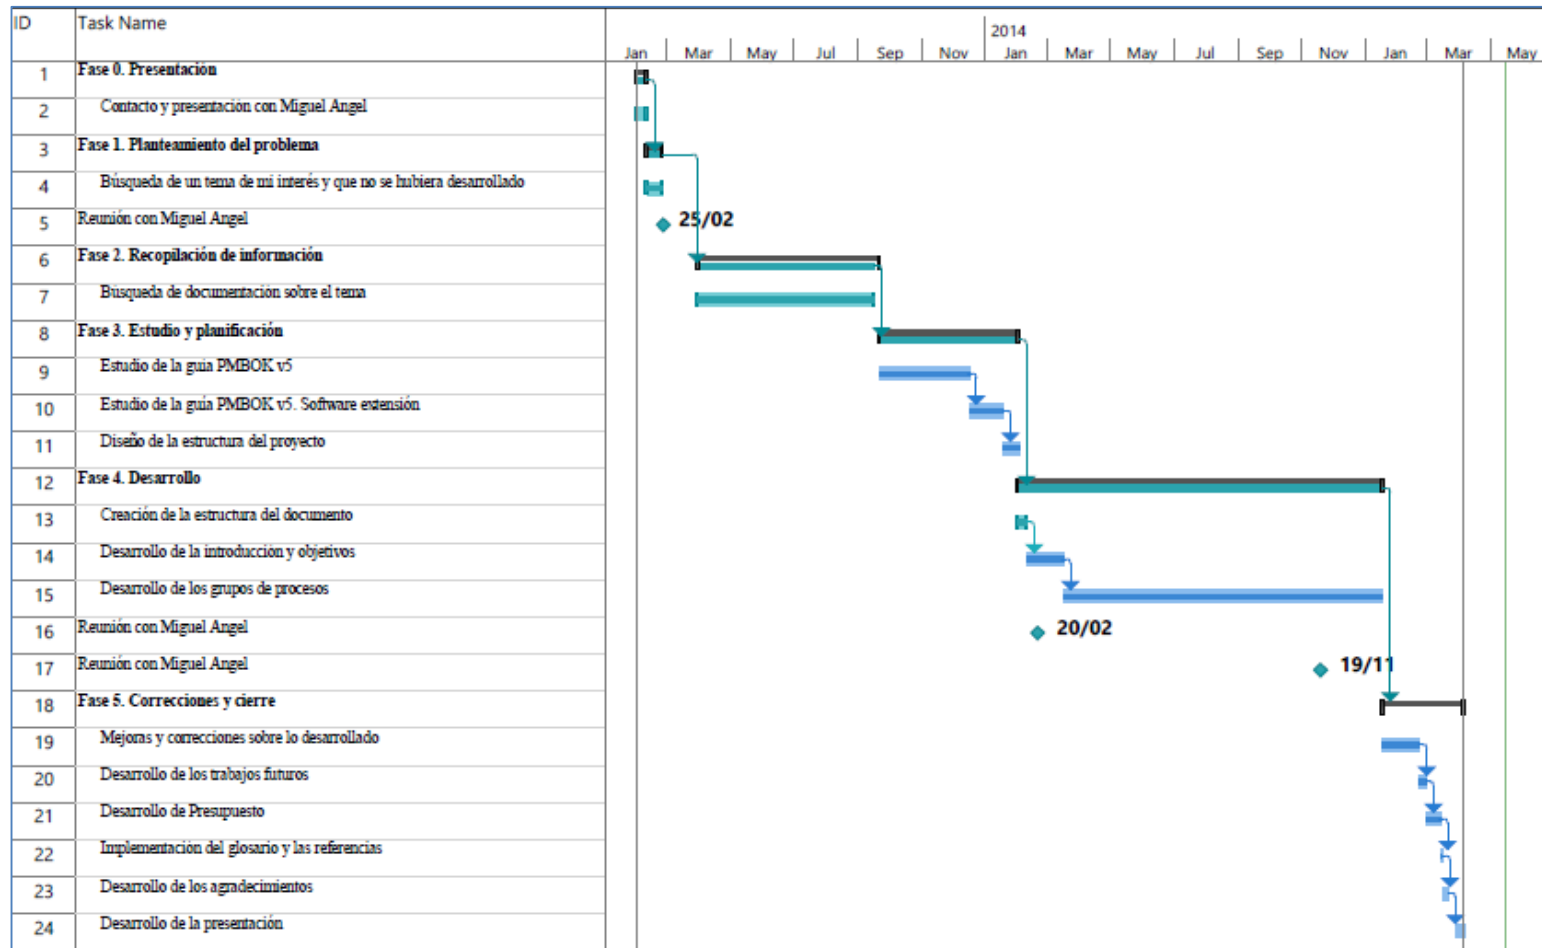 ID Task Name
2014
Jan Mar May Jul Sep Nov Jan Mar May Jul Sep Nov Jan Mar May
1 Fase 0. Presentación
2 Contacto y presentación con Miguel Angel
3 Fase 1. Planteamiento del problema
4 Búsqueda de un tema de mi interés y que no se hubiera desarrollado
5 Reunión con Miguel Angel 25/02
6 Fase 2. Recopilación de información
7 Búsqueda de documentación sobre el tema
8 Fase 3. Estudio y planificación
9 Estudio de la guia PMBOK v5
10 Estudio de la guía PMBOK v5. Software extensión
11 Diseño de la estructura del proyecto
12 Fase 4. Desarrollo
13 Creación de la estructura del documento
14 Desarrollo de la introducción y objetivos
15 Desarrollo de los grupos de procesos
16 Reunión con Miguel Angel 20/02
17 Reunión con Miguel Angel 19/11
18 Fase 5. Correcciones y cierre
19 Mejoras y correcciones sobre lo desarrollado
20 Desarrollo de los trabajos futuros
21 Desarrollo de Presupuesto
22 Implementación del glosario y las referencias
23 Desarrollo de los agradecimientos
24 Desarrollo de la presentación